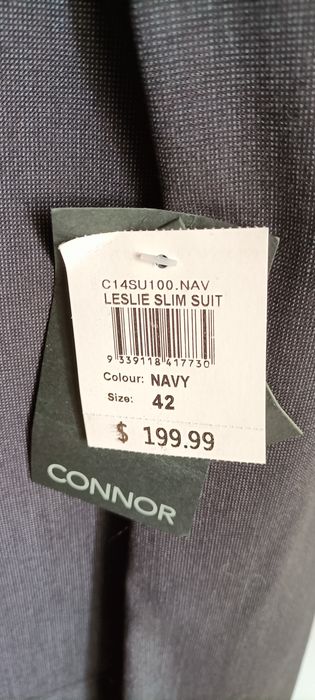 C14SU100.NAV
LESLIE SLIM SUIT
9 339118 417730
Colour: NAVY
Size: 42
$ 199.99
CONNOR